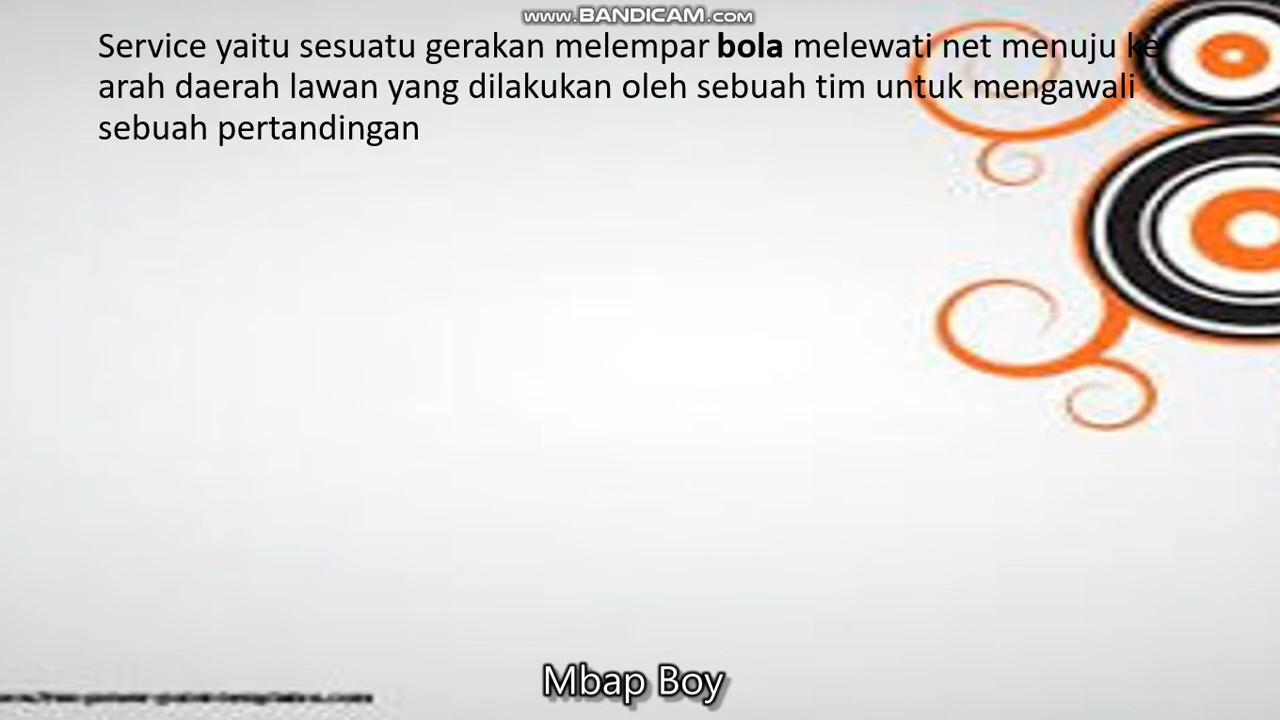 www.BANDICAM.com
Service yaitu sesuatu gerakan melempar bola melewati net menuju ke
arah daerah lawan yang dilakukan oleh sebuah tim untuk mengawali
sebuah pertandingan
Mbap Boy